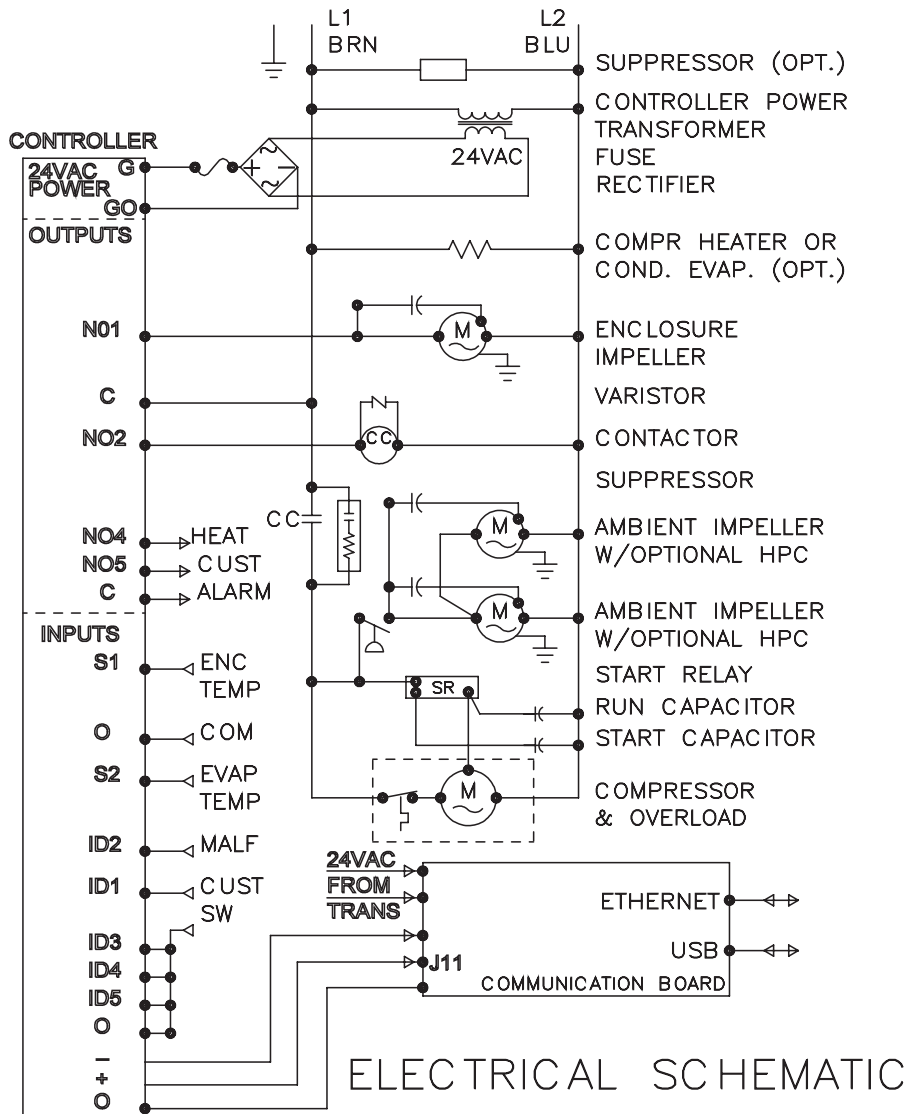 L1
BRN
L2
BLU
SUPPRESSOR (OPT.)
CONTROLLER POWER
TRANSFORMER
FUSE
RECTIFIER
24VAC
CONTROLLER
24VAC
POWER
G
GO
+
−
OUTPUTS
COMPR HEATER OR
COND. EVAP. (OPT.)
N01
M
ENCLOSURE
IMPELLER
C
VARISTOR
NO2
CC
CONTACTOR
SUPPRESSOR
CC
NO4
HEAT
M
AMBIENT IMPELLER
W/OPTIONAL HPC
NO5
CUST
C
ALARM
M
AMBIENT IMPELLER
W/OPTIONAL HPC
INPUTS
S1
ENC
TEMP
START RELAY
SR
RUN CAPACITOR
O
COM
START CAPACITOR
S2
EVAP
TEMP
M
COMPRESSOR
& OVERLOAD
ID2
MALF
ID1
CUST
SW
24VAC
FROM
TRANS
ETHERNET
USB
J11
COMMUNICATION BOARD
ID3
ID4
ID5
O
−
+
O
ELECTRICAL SCHEMATIC